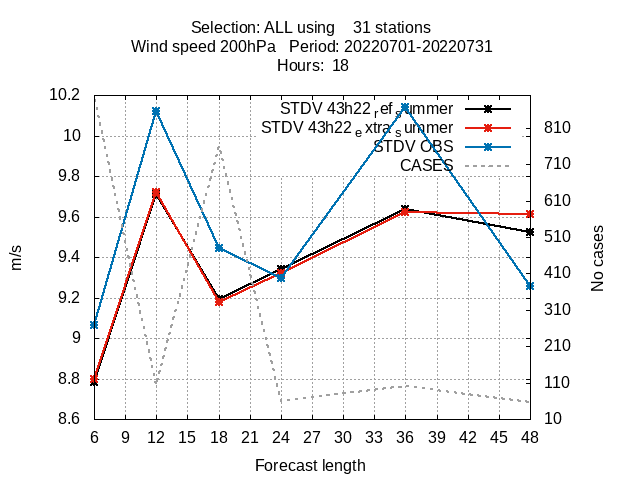 Selection: ALL using    31 stations
Wind speed 200hPa   Period: 20220701-20220731
Hours:  18
STDV 43h22_ref_summer
STDV 43h22_extra_summer
STDV OBS
CASES
10.2
10
9.8
9.6
9.4
9.2
9
8.8
8.6
m/s
810
710
610
510
410
310
210
110
10
No cases
6 9 12 15 18 21 24 27 30 33 36 39 42 45 48
Forecast length